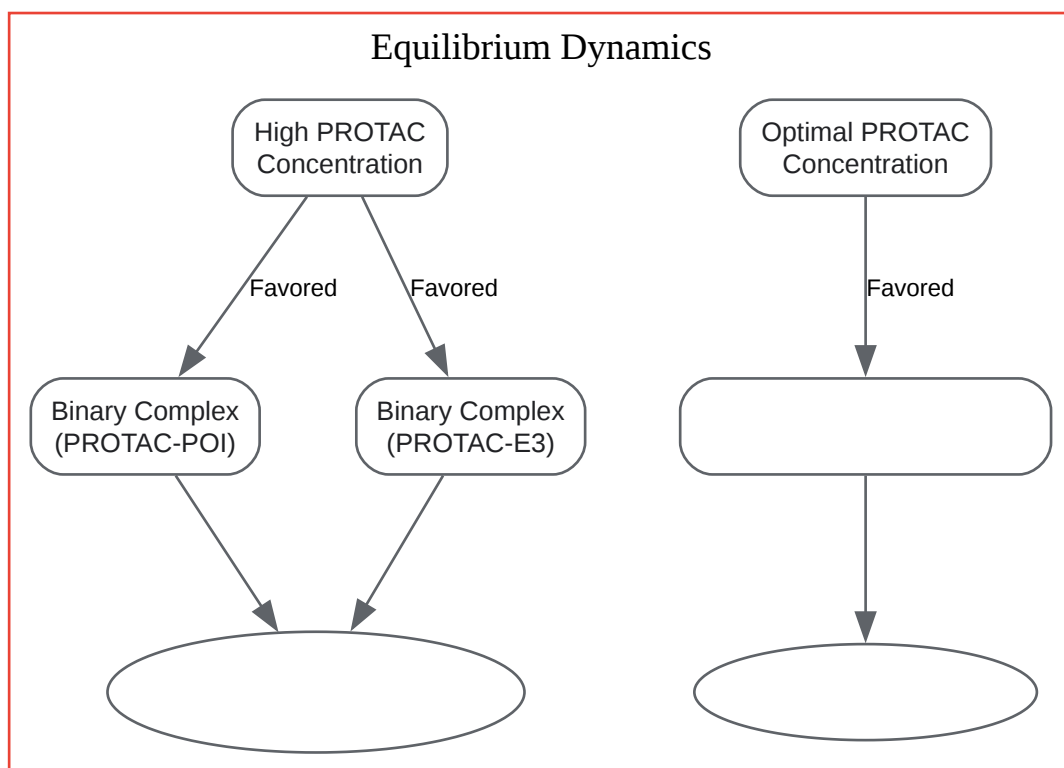 Equilibrium Dynamics
High PROTAC
Concentration
Optimal PROTAC
Concentration
Favored
Favored
Favored
Binary Complex
(PROTAC-POI)
Binary Complex
(PROTAC-E3)